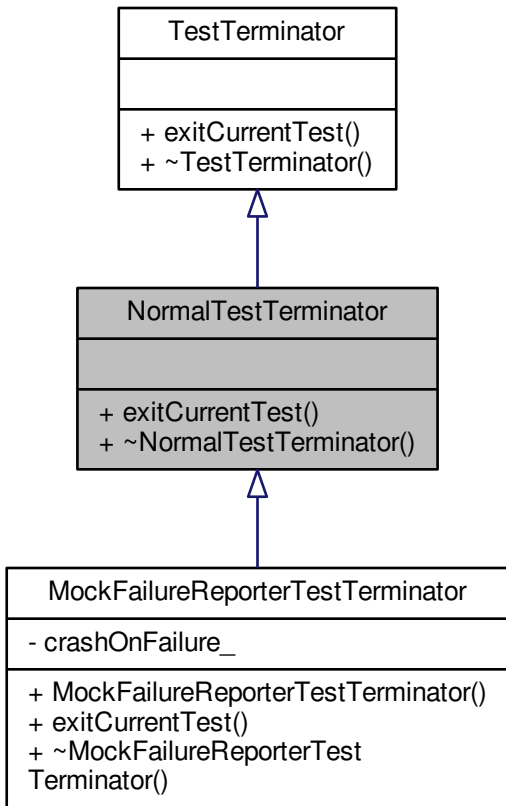 TestTerminator
+ exitCurrentTest()
+ ~TestTerminator()
NormalTestTerminator
+ exitCurrentTest()
+ ~NormalTestTerminator()
MockFailureReporterTestTerminator
- crashOnFailure_
+ MockFailureReporterTestTerminator()
+ exitCurrentTest()
+ ~MockFailureReporterTest
Terminator()